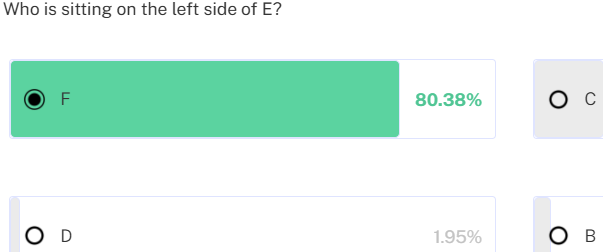 Who is sitting on the left side of E?
F 80.38% C
D 1.95% B